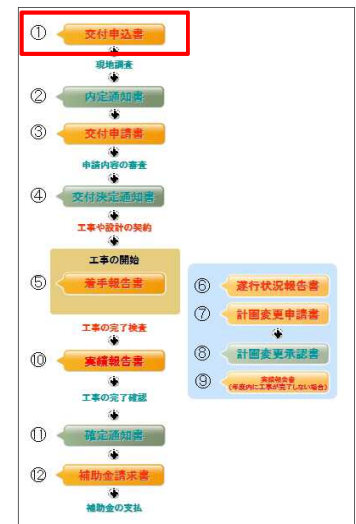 ① 交付申込書
現地調査
② 内定通知書
③ 交付申請書
申請内容の審査
④ 交付決定通知書
工事や設計の契約
工事の開始
⑤ 着手報告書
工事の完了検査
⑩ 実績報告書
工事の完了確認
⑪ 確定通知書
⑫ 補助金請求書
補助金の支払
⑥ 遂行状況報告書
⑦ 計画変更申請書
⑧ 計画変更承認書
⑨ 実績報告書
(年度内に工事が完了しない場合)